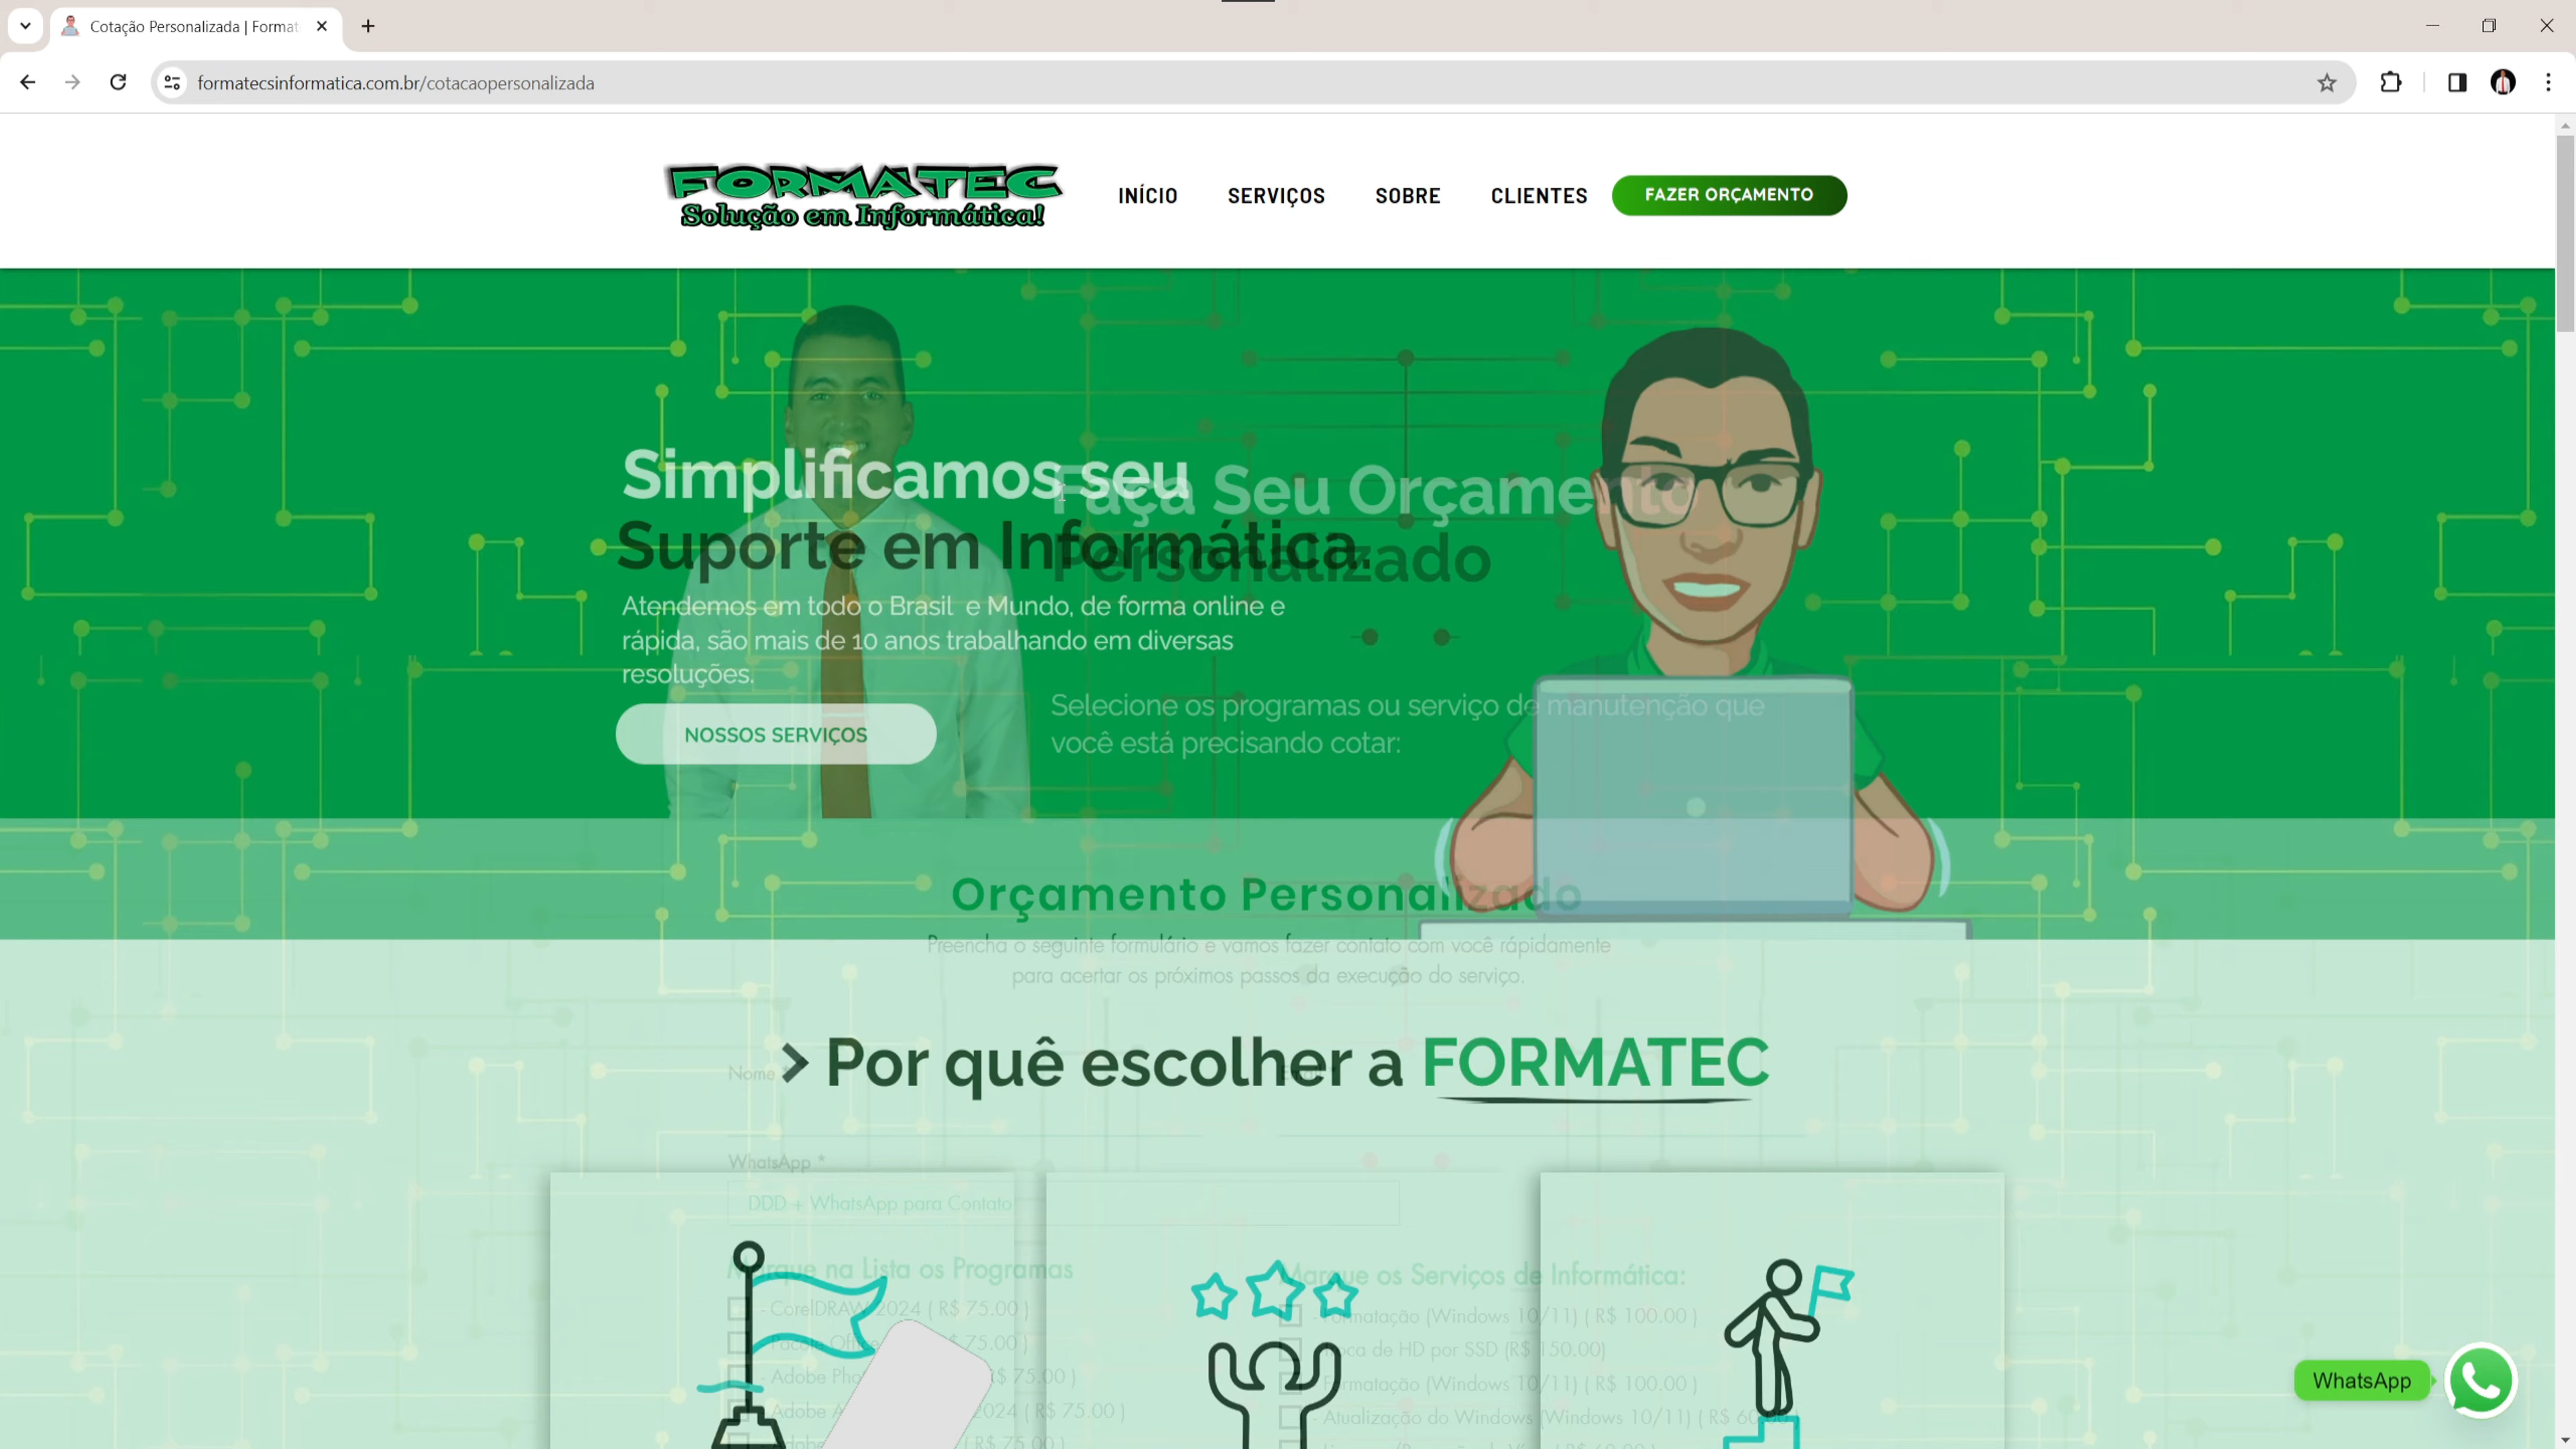 Cotação Personalizada | Format
formatecsinformatica.com.br/cotacaopersonalizada
FORMATEC
Solução em Informática!
INÍCIO
SERVIÇOS
SOBRE
CLIENTES
FAZER ORÇAMENTO
Simplificamos seu
Suporte em Informática.
Atendemos em todo o Brasil e Mundo, de forma online e
rápida, são mais de 10 anos trabalhando em diversas
resoluções.
NOSSOS SERVIÇOS
Faça Seu Orçamento
Personalizado
Selecione os programas ou serviço de manutenção que
você está precisando cotar:
Orçamento Personalizado
Preencha o seguinte formulário e vamos fazer contato com você rápidamente
para acertar os próximos passos da execução do serviço.
> Por quê escolher a FORMATEC
Nome
WhatsApp *
DDD + WhatsApp para Contato
Marque na Lista os Programas
- CorelDRAW 2024 ( R$ 75.00 )
75.00 )
- Adobe (R$ 75.00 )
Adobe 2024 ( R$ 75.00 )
( R$ 75.00 )
Marque os Serviços de Informática:
- Formatação (Windows 10/11) ( R$ 100.00 )
Troca de HD por SSD (R$ 150.00)
Formatação (Windows 10/11) ( R$ 100.00 )
- Atualização do Windows (Windows 10/11) ( R$
WhatsApp